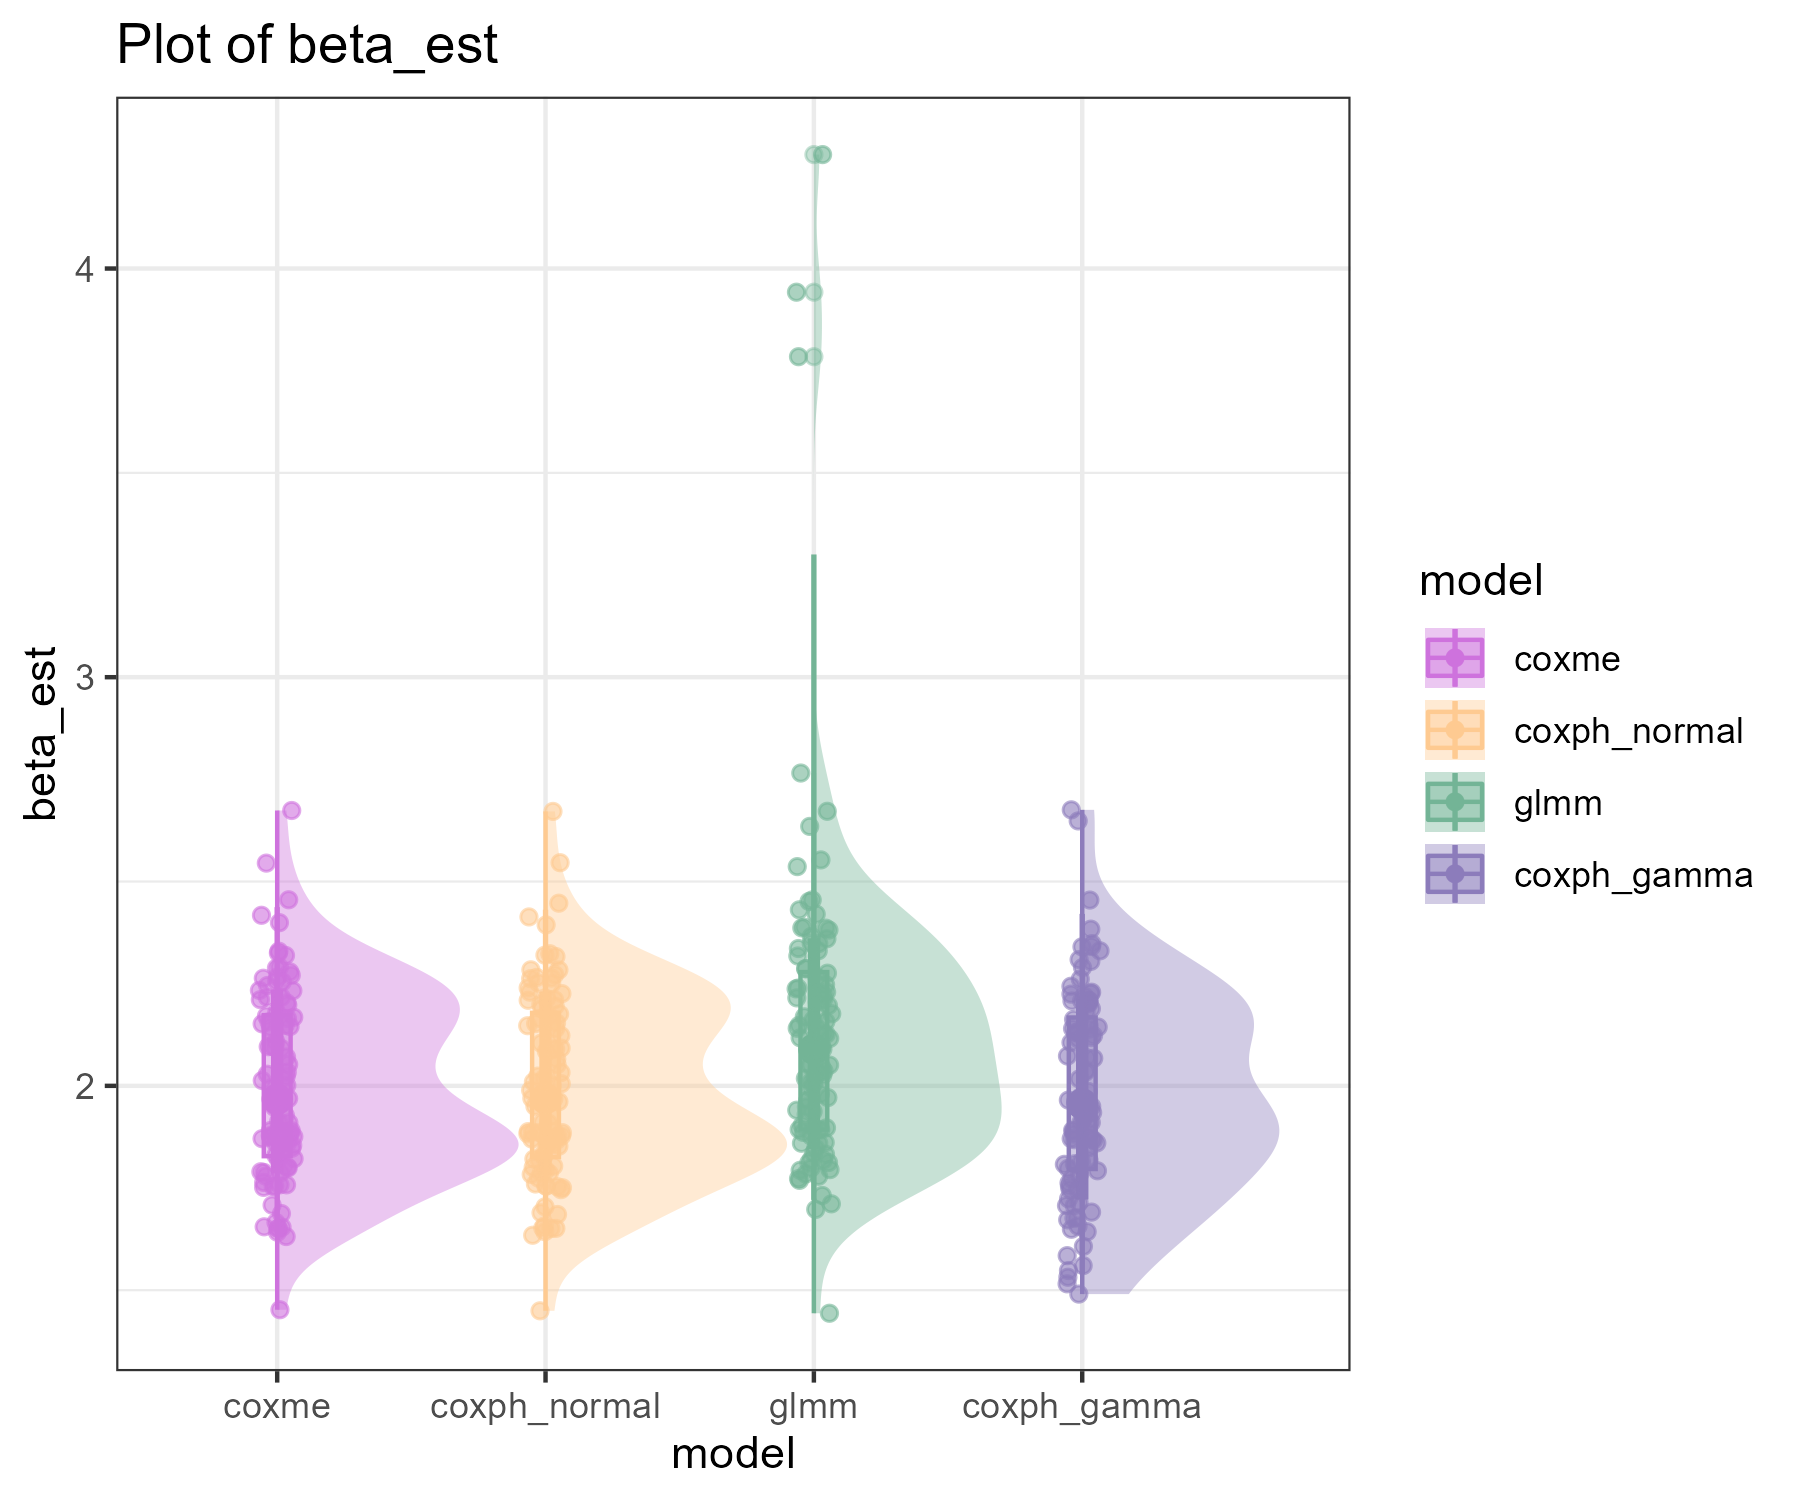 Plot of beta_est
4
3
2
beta_est
coxme
coxph_normal
glmm
coxph_gamma
model
model
coxme
coxph_normal
glmm
coxph_gamma